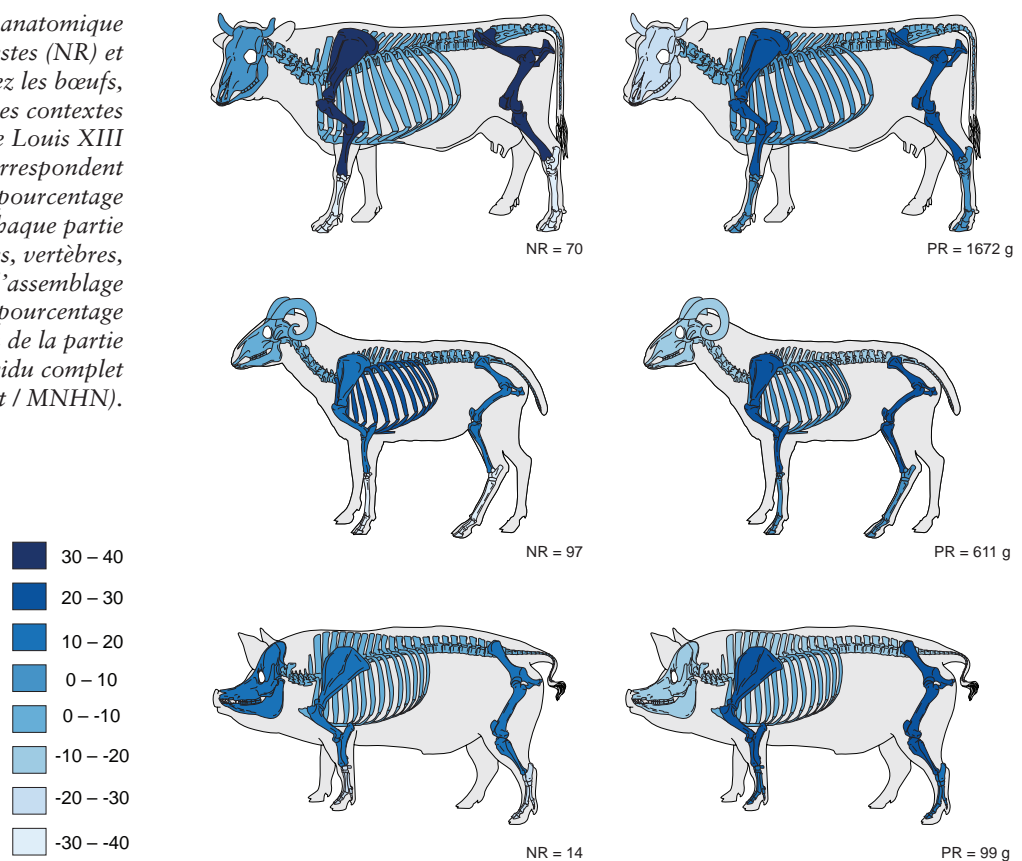 anatomique
stes (NR) et
ez les bœufs,
es contextes
e Louis XIII
rrespondent
pourcentage
haque partie
es, vertèbres,
l'assemblage
pourcentage
de la partie
idu complet
t / MNHN).
NR = 70
PR = 1672 g
NR = 97
PR = 611 g
NR = 14
PR = 99 g
30 – 40
20 – 30
10 – 20
0 – 10
0 – -10
-10 – -20
-20 – -30
-30 – -40